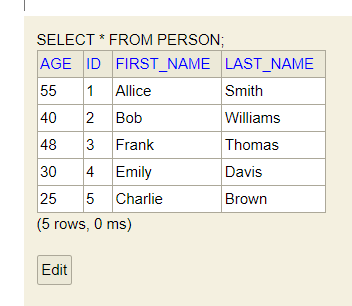 SELECT * FROM PERSON;
AGE ID FIRST_NAME LAST_NAME
55 1 Allice Smith
40 2 Bob Williams
48 3 Frank Thomas
30 4 Emily Davis
25 5 Charlie Brown
(5 rows, 0 ms)
Edit